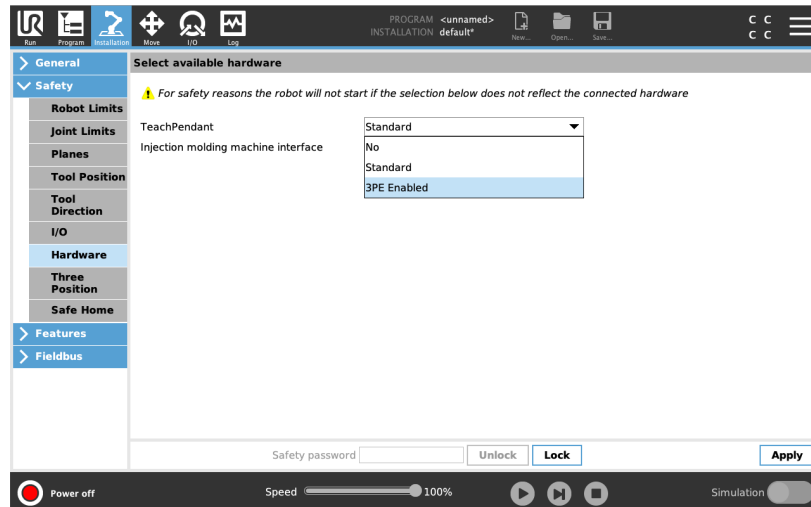 UR
Run Program Installation Move I/O Log
PROGRAM <unnamed>
INSTALLATION default*
New... Open... Save...
C C
C C
General
Safety
Robot Limits
Joint Limits
Planes
Tool Position
Tool
Direction
I/O
Hardware
Three
Position
Safe Home
Features
Fieldbus
Select available hardware
For safety reasons the robot will not start if the selection below does not reflect the connected hardware
TeachPendant Standard
Injection molding machine interface
No
Standard
3PE Enabled
Safety password Unlock Lock Apply
Power off Speed 100% Simulation